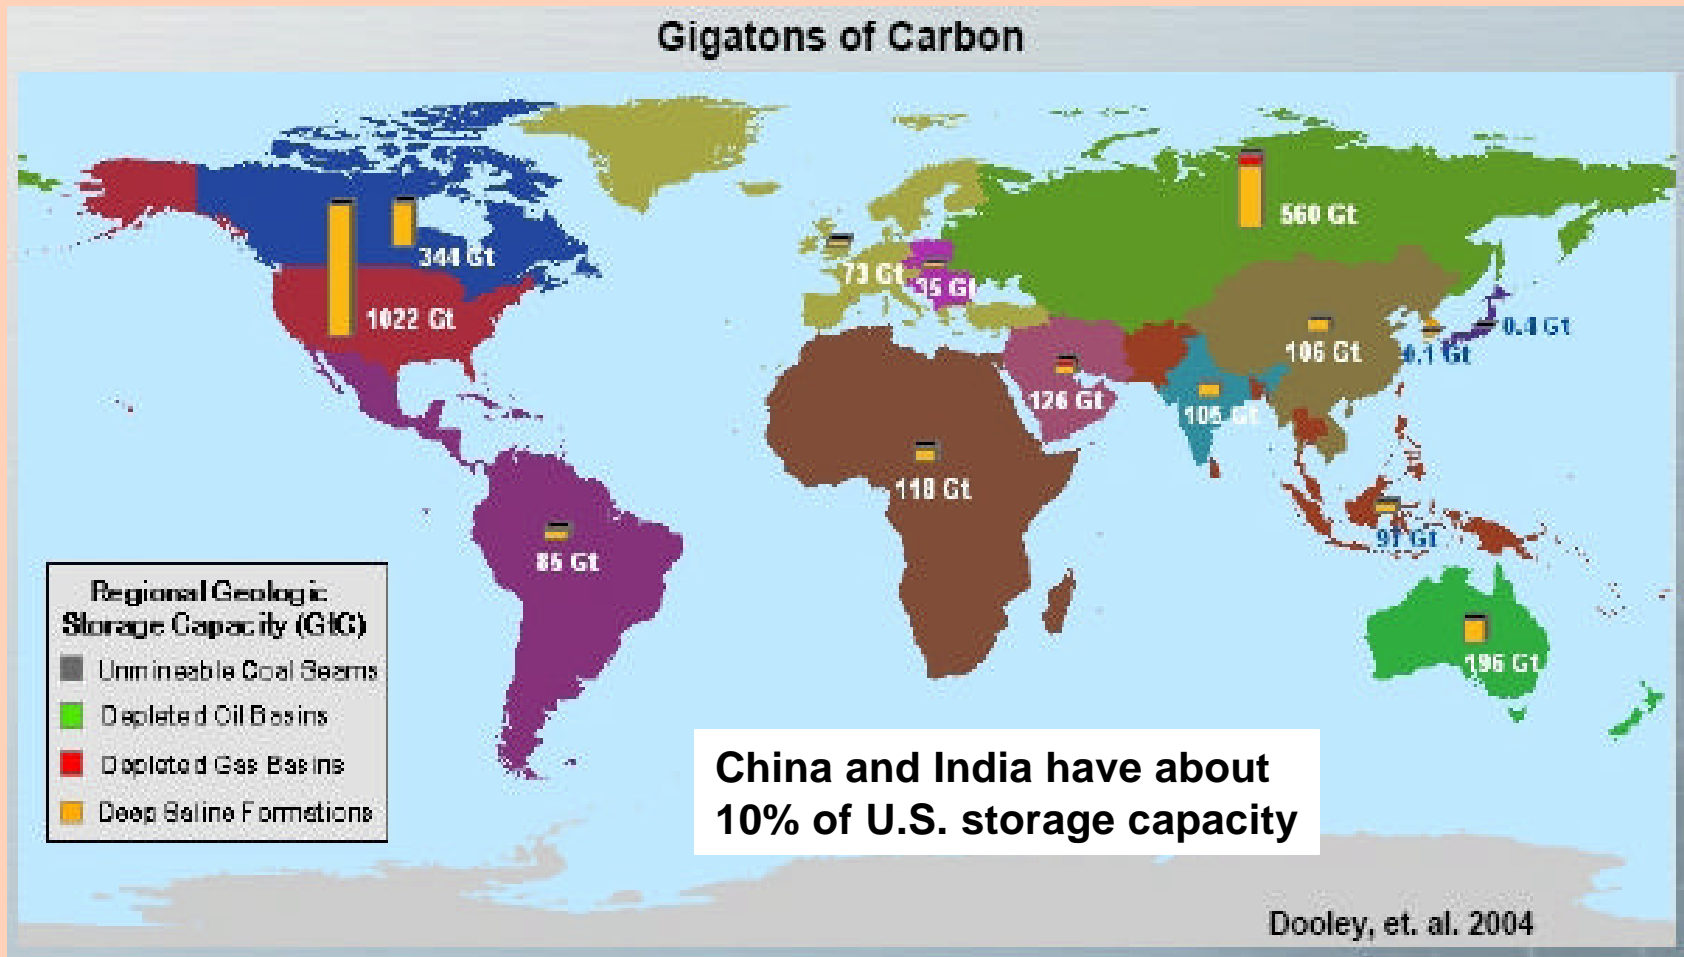 Gigatons of Carbon
344 Gt
1022 Gt
560 Gt
73 Gt
35 Gt
0.4 Gt
0.1 Gt
106 Gt
126 Gt
105 Gt
118 Gt
97 Gt
85 Gt
196 Gt
Regional Geologic
Storage Capacity (GtC)
Unmineable Coal Seams
Depleted Oil Basins
Depleted Gas Basins
Deep Saline Formations
China and India have about
10% of U.S. storage capacity
Dooley, et. al. 2004